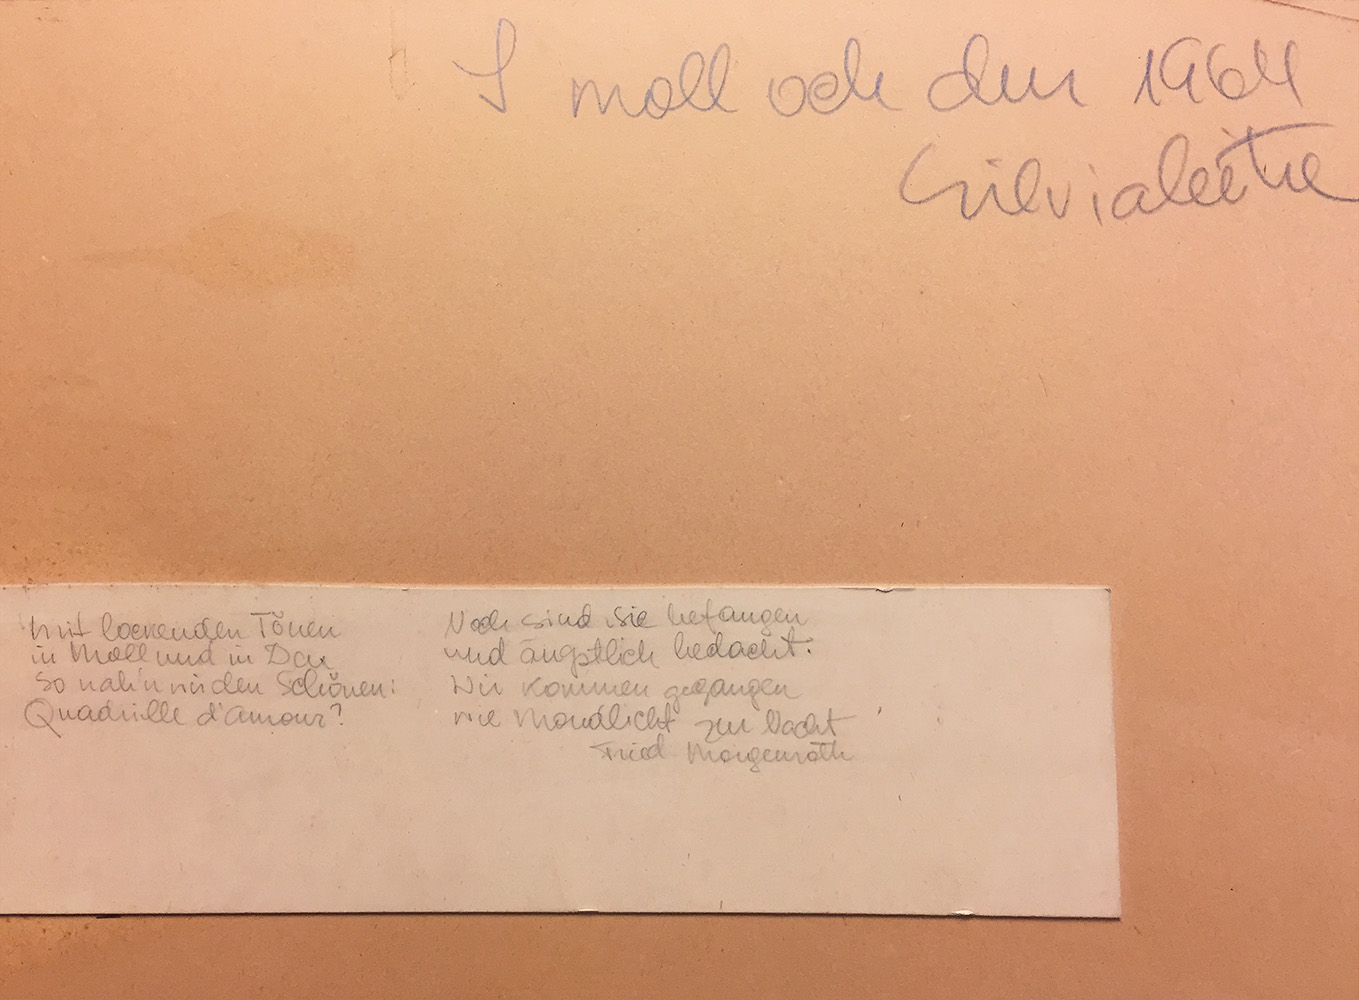 I moll och dur 1964
Silvialeitne
Mit lockenden Tönen
in Moll und in Dur
so nah'n wir den Schönen:
Quadrille d'amour?
Noch sind sie befangen
und ängstlich bedacht:
Wir kommen gegangen
wie Mondlicht zur Nacht
Fried Morgenroth